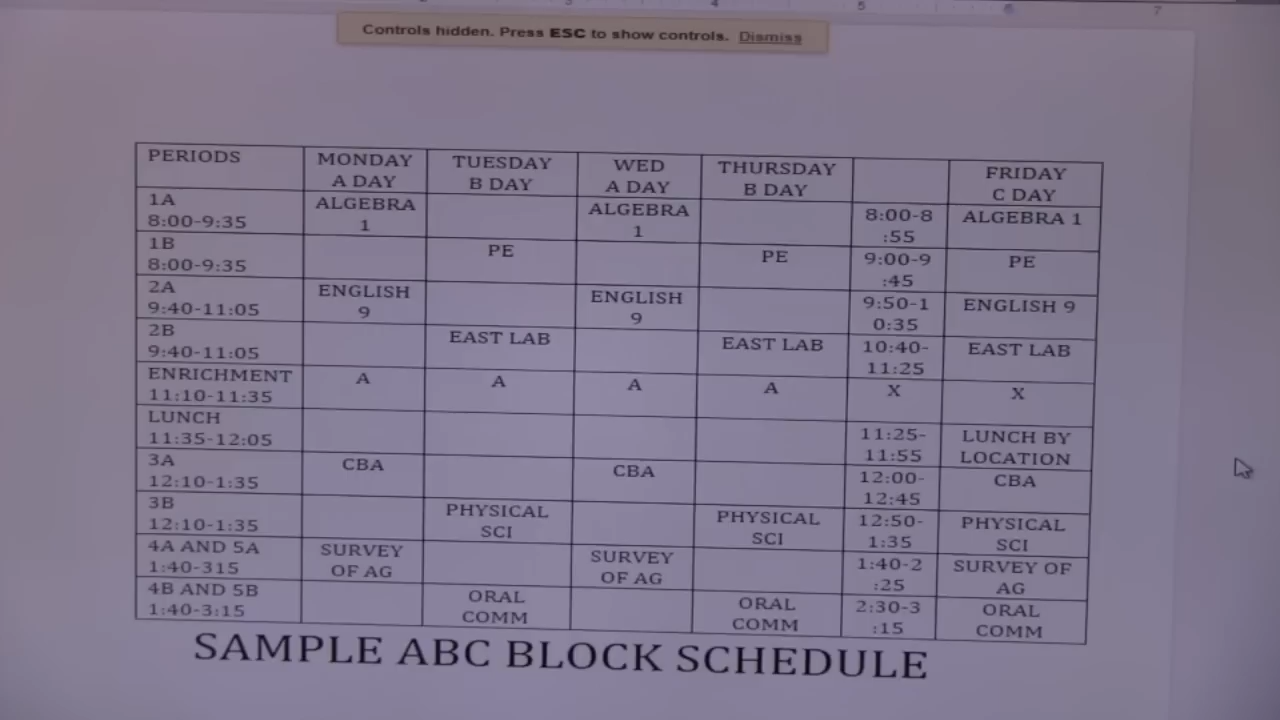 2 3 4 5 6 7
Controls hidden. Press ESC to show controls. Dismiss
PERIODS MONDAY A DAY TUESDAY B DAY WED A DAY THURSDAY B DAY FRIDAY C DAY
1A 8:00-9:35 ALGEBRA 1 ALGEBRA 1 8:00-8:55 ALGEBRA 1
1B 8:00-9:35 PE PE 9:00-9:45 PE
2A 9:40-11:05 ENGLISH 9 ENGLISH 9 9:50-10:35 ENGLISH 9
2B 9:40-11:05 EAST LAB EAST LAB 10:40-11:25 EAST LAB
ENRICHMENT 11:10-11:35 A A A A X X
LUNCH 11:35-12:05 11:25-11:55 LUNCH BY LOCATION
3A 12:10-1:35 CBA CBA 12:00-12:45 CBA
3B 12:10-1:35 PHYSICAL SCI PHYSICAL SCI 12:50-1:35 PHYSICAL SCI
4A AND 5A 1:40-315 SURVEY OF AG SURVEY OF AG 1:40-2:25 SURVEY OF AG
4B AND 5B 1:40-3:15 ORAL COMM ORAL COMM 2:30-3:15 ORAL COMM
SAMPLE ABC BLOCK SCHEDULE